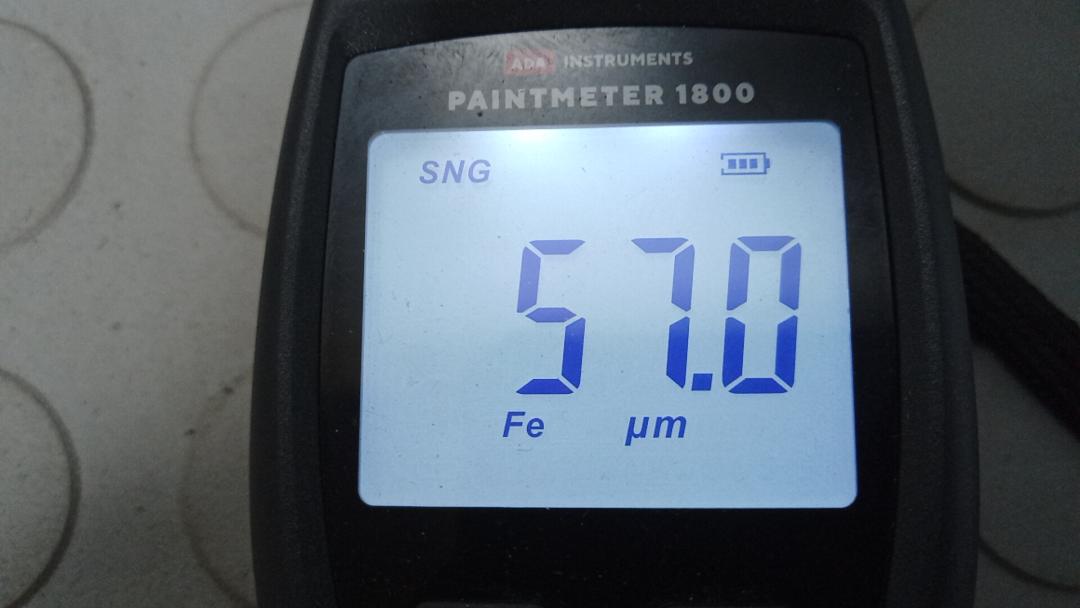 ADA INSTRUMENTS
PAINTMETER 1800
SNG
57.0
Fe μm